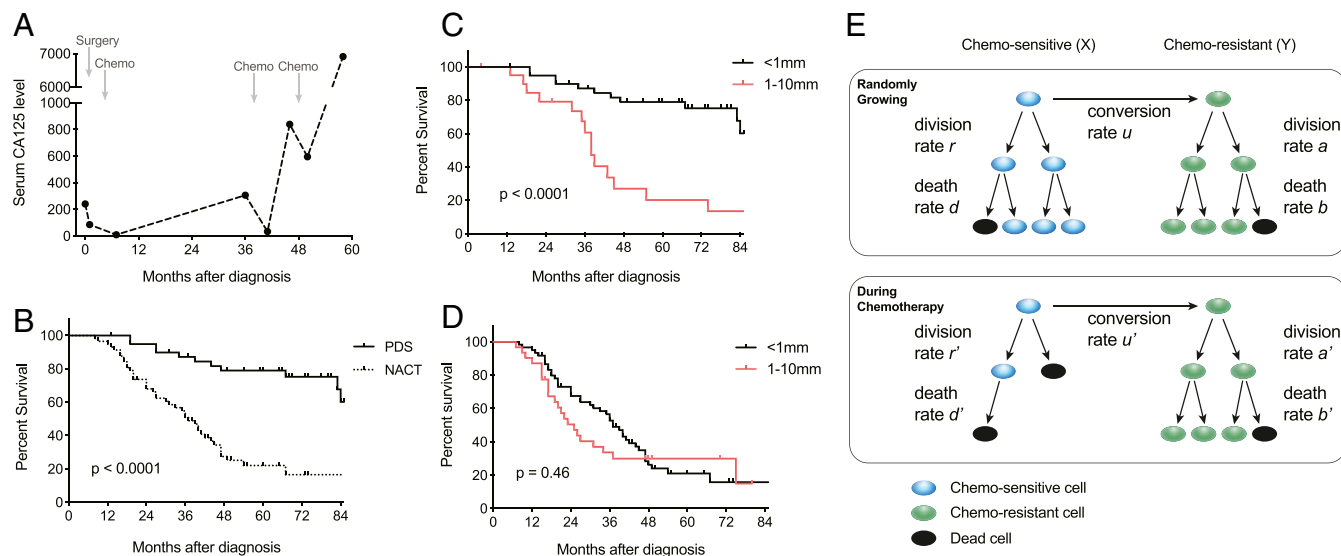 A
Surgery
Chemo
Chemo
Chemo
Serum CA125 level
7000
6000
1000
800
600
400
200
0
0
12
24
36
48
60
Months after diagnosis
B
Percent Survival
100
80
60
40
20
0
PDS
NACT
p < 0.0001
0
12
24
36
48
60
72
84
Months after diagnosis
C
Percent Survival
100
80
60
40
20
0
<1mm
1-10mm
p < 0.0001
0
12
24
36
48
60
72
84
Months after diagnosis
D
Percent Survival
100
80
60
40
20
0
<1mm
1-10mm
p = 0.46
0
12
24
36
48
60
72
84
Months after diagnosis
E
Chemo-sensitive (X)
Chemo-resistant (Y)
Randomly
Growing
division
rate r
death
rate d
conversion
rate u
division
rate a
death
rate b
During
Chemotherapy
division
rate r’
death
rate d’
conversion
rate u’
division
rate a’
death
rate b’
Chemo-sensitive cell
Chemo-resistant cell
Dead cell